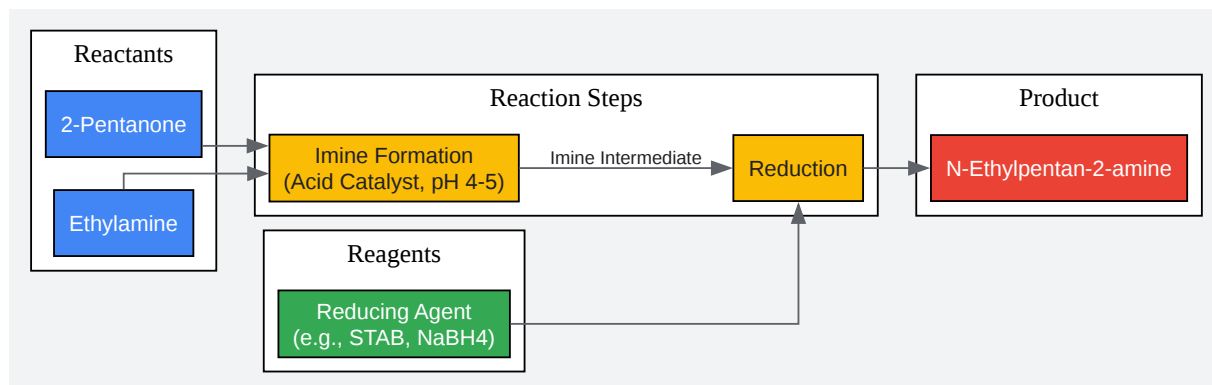 Reactants
2-Pentanone
Ethylamine
Reaction Steps
Imine Formation
(Acid Catalyst, pH 4-5)
Imine Intermediate
Reduction
Product
N-Ethylpentan-2-amine
Reagents
Reducing Agent
(e.g., STAB, NaBH4)